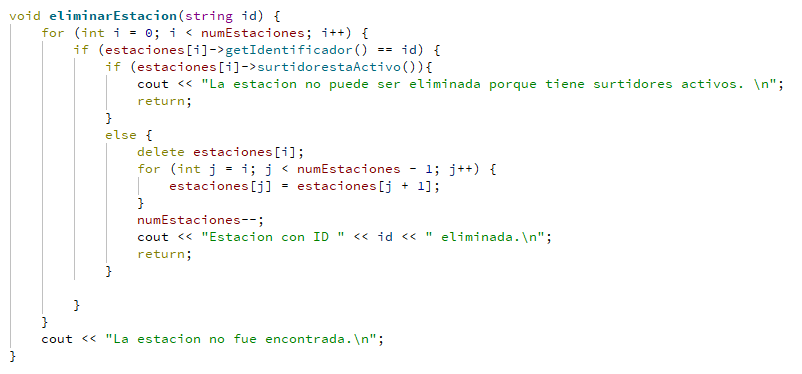 void eliminarEstacion(string id) {
    for (int i = 0; i < numEstaciones; i++) {
        if (estaciones[i]->getIdentificador() == id) {
            if (estaciones[i]->surtidorestaActivo()){
                cout << "La estacion no puede ser eliminada porque tiene surtidores activos. \n";
                return;
            }
            else {
                delete estaciones[i];
                for (int j = i; j < numEstaciones - 1; j++) {
                    estaciones[j] = estaciones[j + 1];
                }
                numEstaciones--;
                cout << "Estacion con ID " << id << " eliminada.\n";
                return;
            }
        }
    }
    cout << "La estacion no fue encontrada.\n";
}